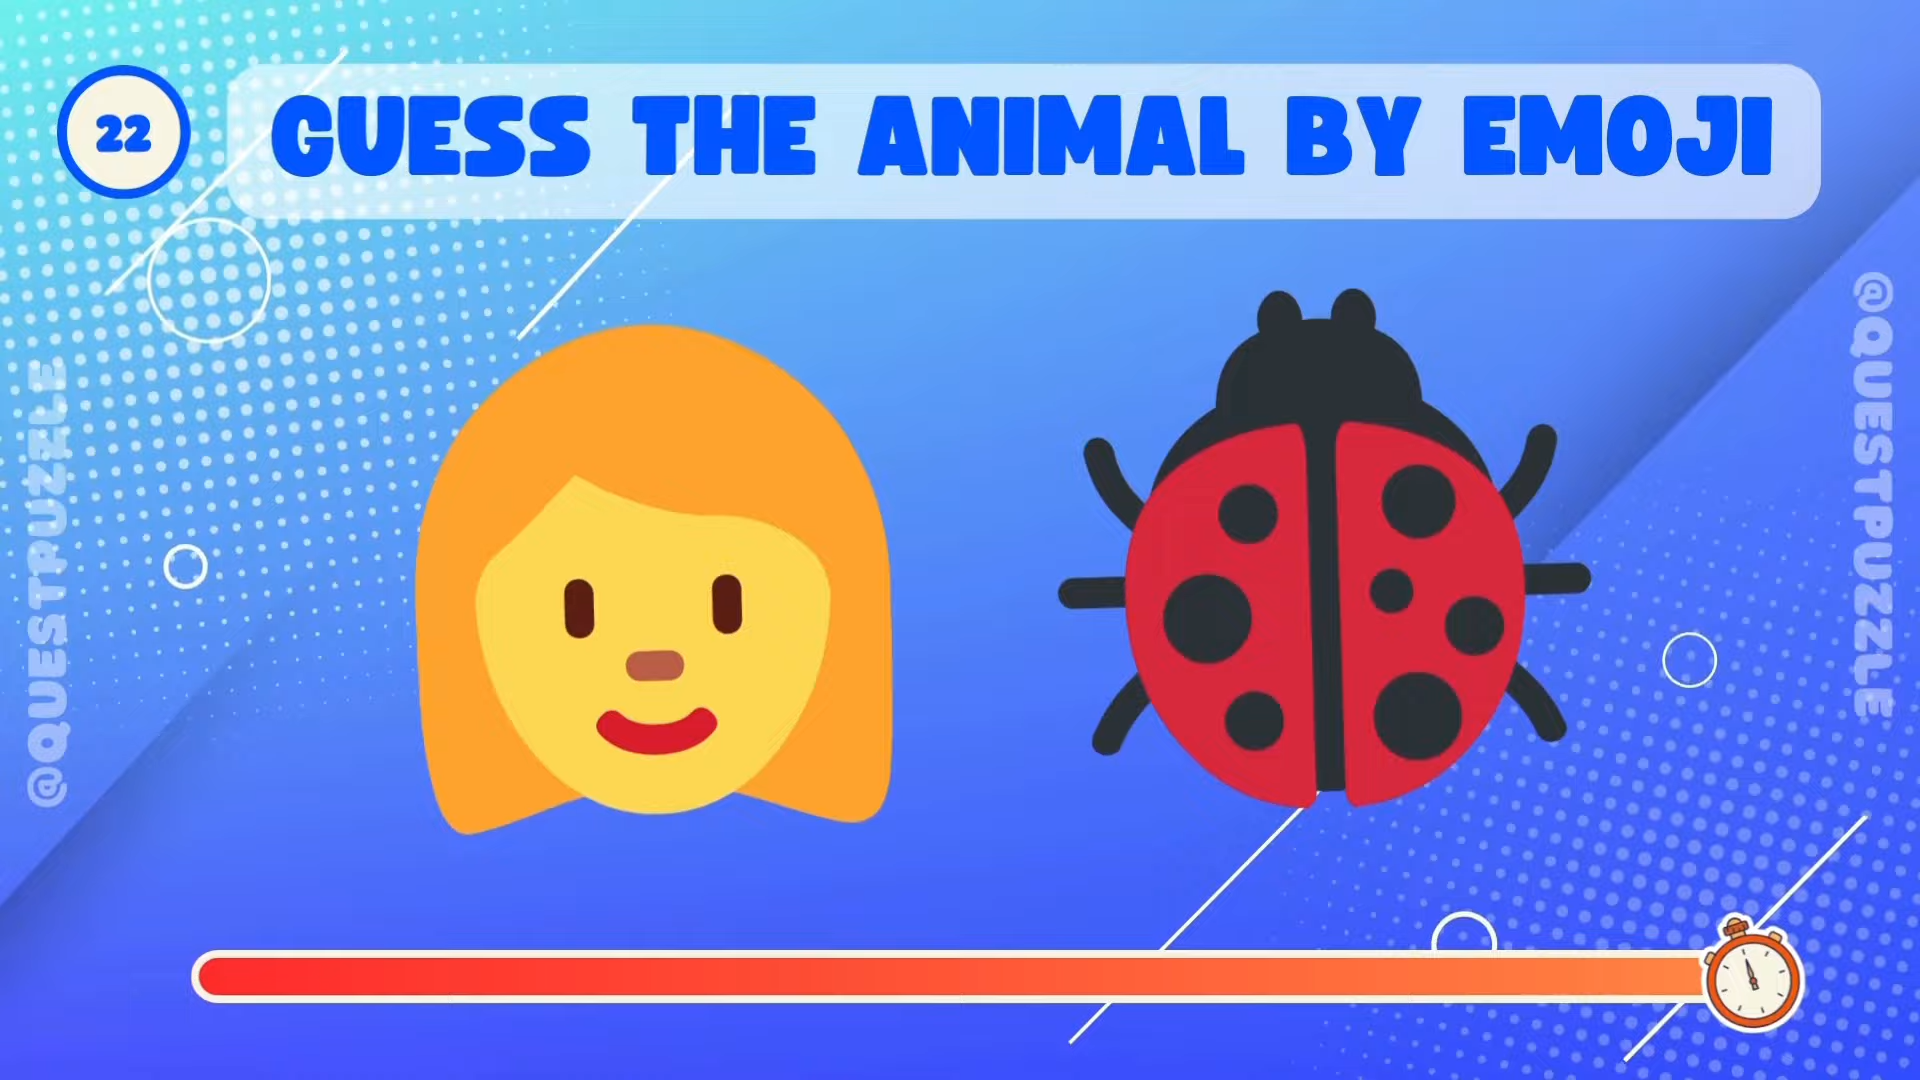 22
GUESS THE ANIMAL BY EMOJI
@QUESTPUZZLE
@QUESTPUZZLE